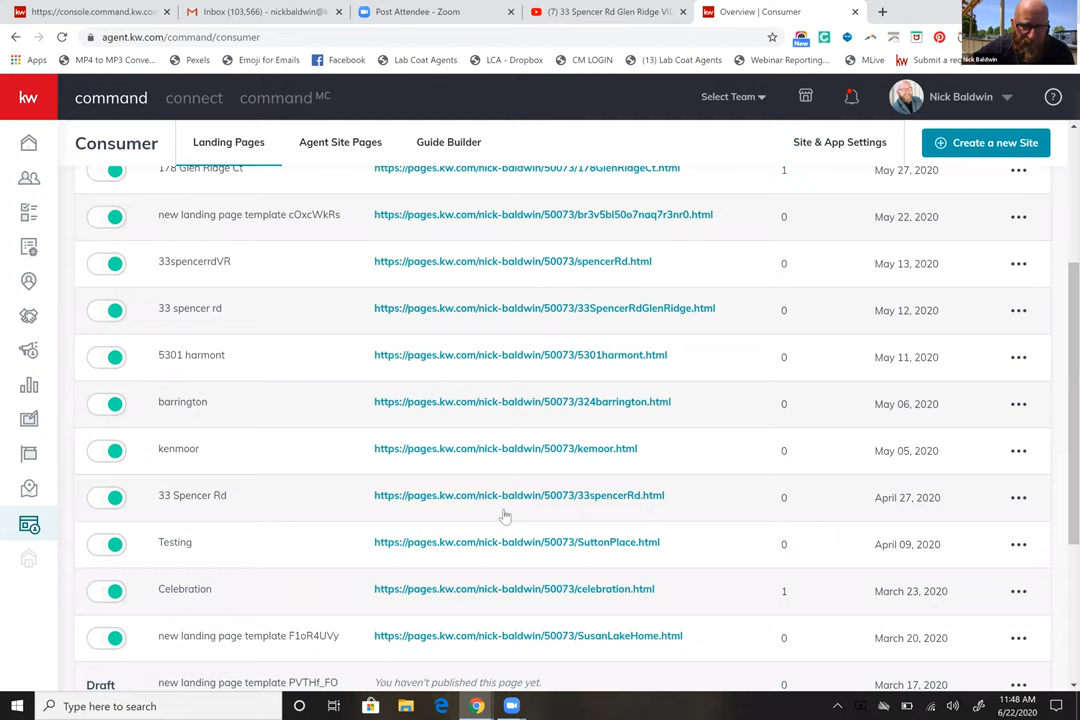 https://console.command.kw.co
Inbox (103,566) - nickbaldwin@k
Post Attendee - Zoom
(7) 33 Spencer Rd Glen Ridge VID
Overview | Consumer
agent.kw.com/command/consumer
New
Apps
MP4 to MP3 Conve...
Pexels
Emoji for Emails
Facebook
Lab Coat Agents
LCA - Dropbox
CM LOGIN
(13) Lab Coat Agents
Webinar Reporting...
MLive
Submit a re
Nick Baldwin
kw
command
connect
command MC
Select Team
Nick Baldwin
Consumer
Landing Pages
Agent Site Pages
Guide Builder
Site & App Settings
Create a new Site
178 Glen Ridge Ct https://pages.kw.com/nick-baldwin/50073/178GlenRidgeCt.html 1 May 27, 2020
new landing page template cOxcWkRs https://pages.kw.com/nick-baldwin/50073/br3v5bl50o7naq7r3nr0.html 0 May 22, 2020
33spencerrdVR https://pages.kw.com/nick-baldwin/50073/spencerRd.html 0 May 13, 2020
33 spencer rd https://pages.kw.com/nick-baldwin/50073/33SpencerRdGlenRidge.html 0 May 12, 2020
5301 harmont https://pages.kw.com/nick-baldwin/50073/5301harmont.html 0 May 11, 2020
barrington https://pages.kw.com/nick-baldwin/50073/324barrington.html 0 May 06, 2020
kenmoor https://pages.kw.com/nick-baldwin/50073/kemoor.html 0 May 05, 2020
33 Spencer Rd https://pages.kw.com/nick-baldwin/50073/33spencerRd.html 0 April 27, 2020
Testing https://pages.kw.com/nick-baldwin/50073/SuttonPlace.html 0 April 09, 2020
Celebration https://pages.kw.com/nick-baldwin/50073/celebration.html 1 March 23, 2020
new landing page template F1oR4UVy https://pages.kw.com/nick-baldwin/50073/SusanLakeHome.html 0 March 20, 2020
Draft new landing page template PVTHf_FO You haven't published this page yet. 0 March 17, 2020
Type here to search
11:48 AM
6/22/2020